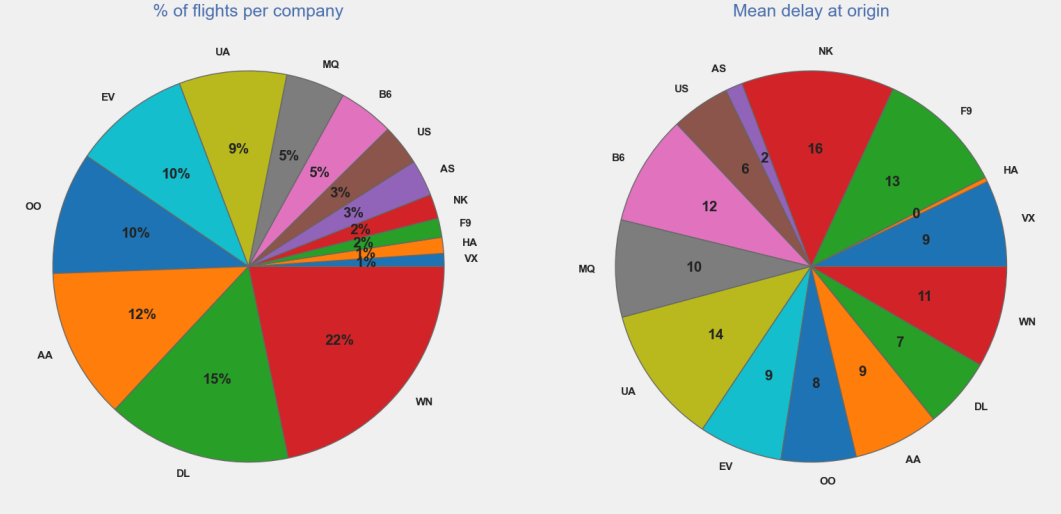 % of flights per company
UA
MQ
B6
US
AS
NK
F9
HA
VX
WN
DL
AA
OO
EV
9%
5%
5%
3%
3%
2%
2%
1%
1%
22%
15%
12%
10%
10%
Mean delay at origin
NK
F9
HA
VX
WN
DL
AA
OO
EV
UA
MQ
B6
US
AS
16
13
0
9
11
7
9
8
9
14
10
12
6
2